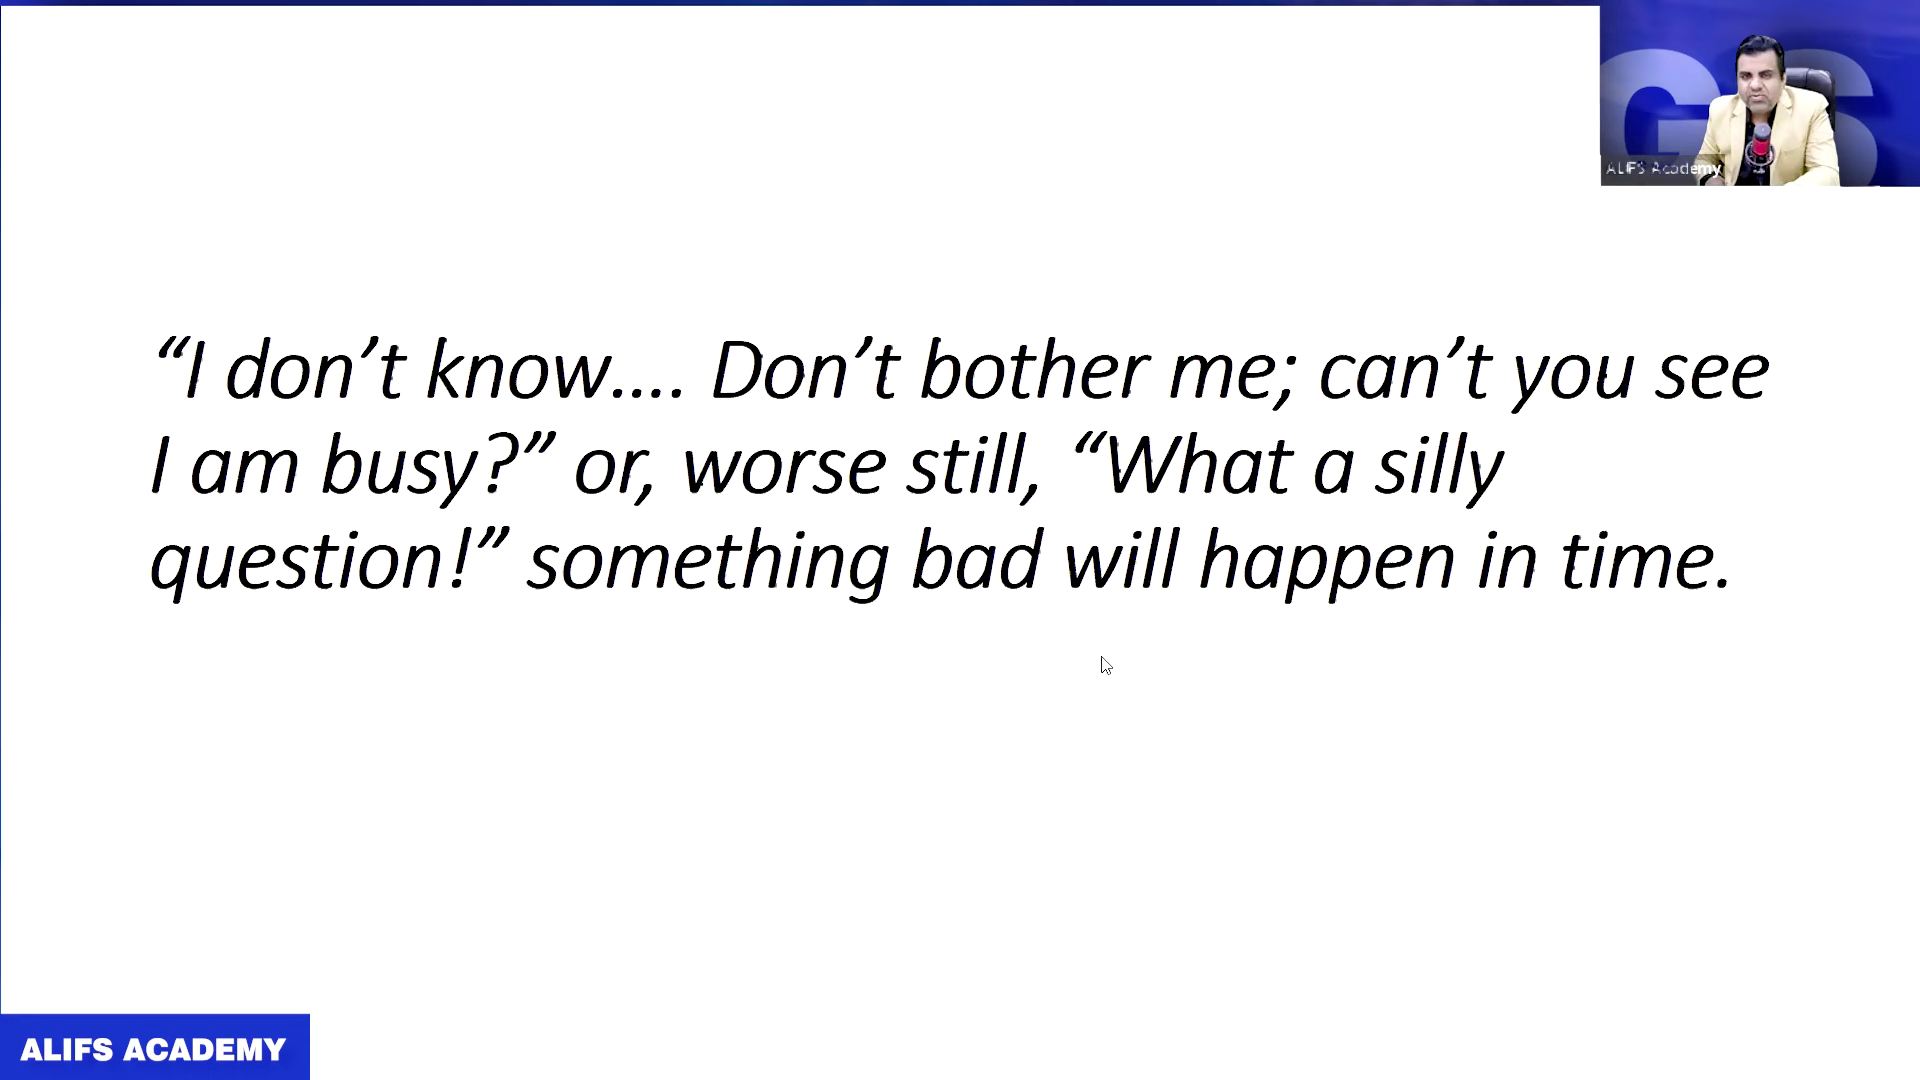 GS
ALIFS Academy
“I don’t know.... Don’t bother me; can’t you see
I am busy?” or, worse still, “What a silly
question!” something bad will happen in time.
ALIFS ACADEMY